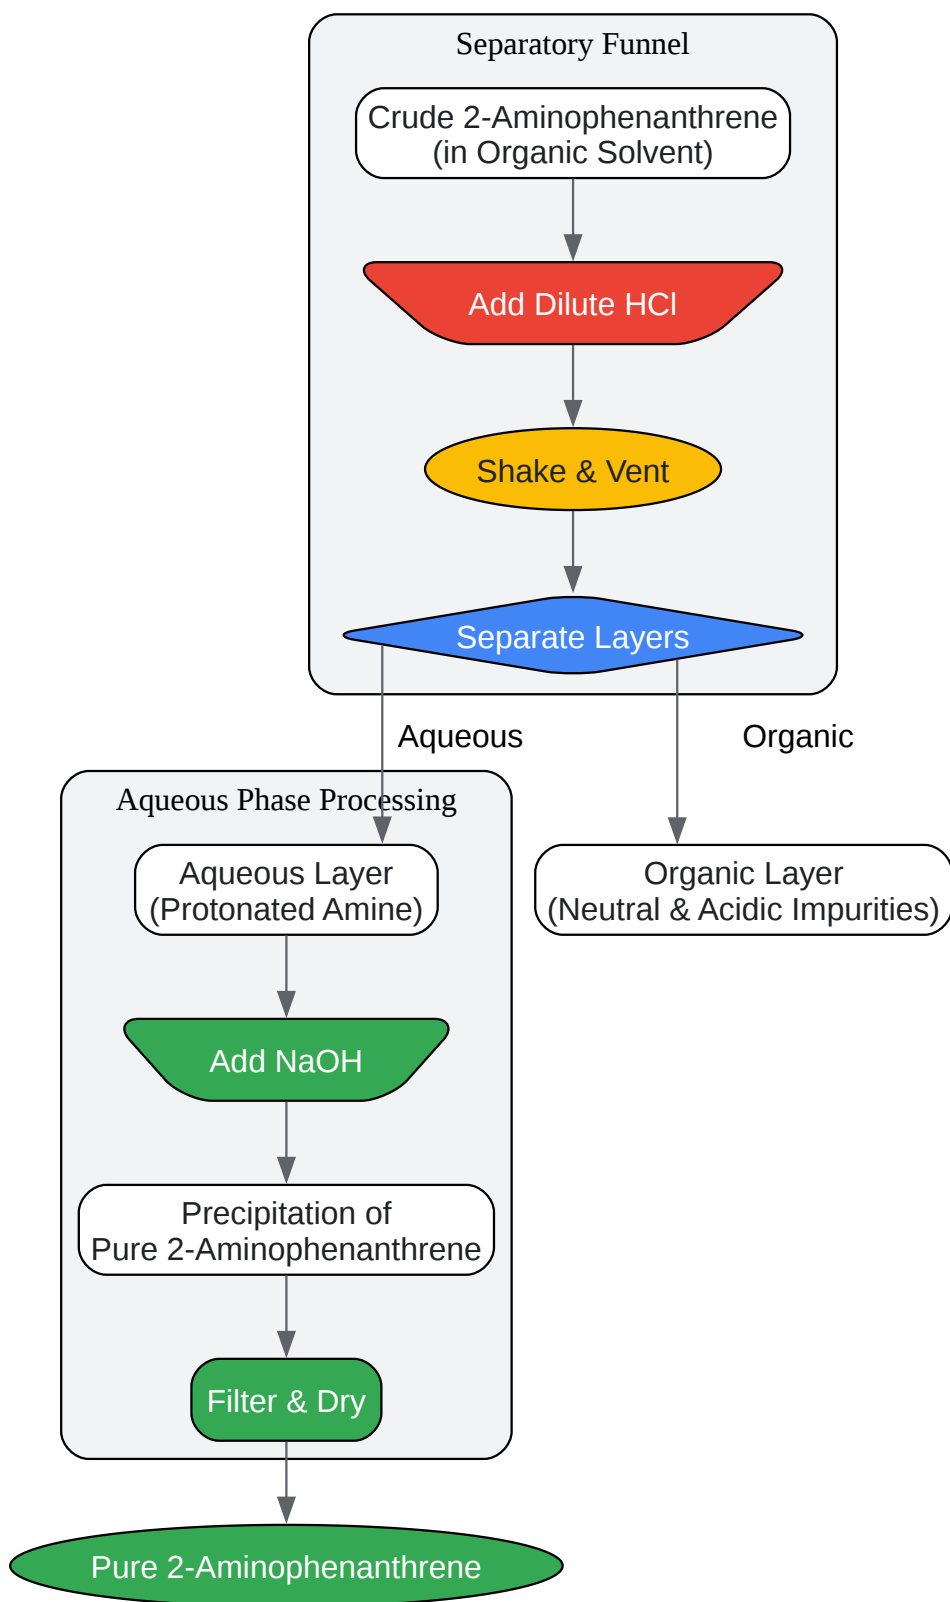 Separatory Funnel
Crude 2-Aminophenanthrene
(in Organic Solvent)
Add Dilute HCl
Shake & Vent
Separate Layers
Aqueous
Organic
Aqueous Phase Processing
Aqueous Layer
(Protonated Amine)
Organic Layer
(Neutral & Acidic Impurities)
Add NaOH
Precipitation of
Pure 2-Aminophenanthrene
Filter & Dry
Pure 2-Aminophenanthrene